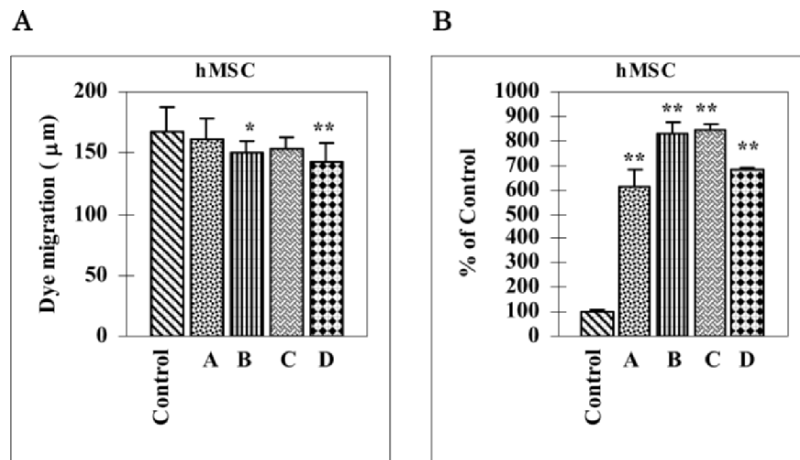 A
hMSC
Dye migration ( μm)
200
150
100
50
0
* **
Control A B C D
B
hMSC
% of Control
1000
900
800
700
600
500
400
300
200
100
0
** ** ** **
Control A B C D